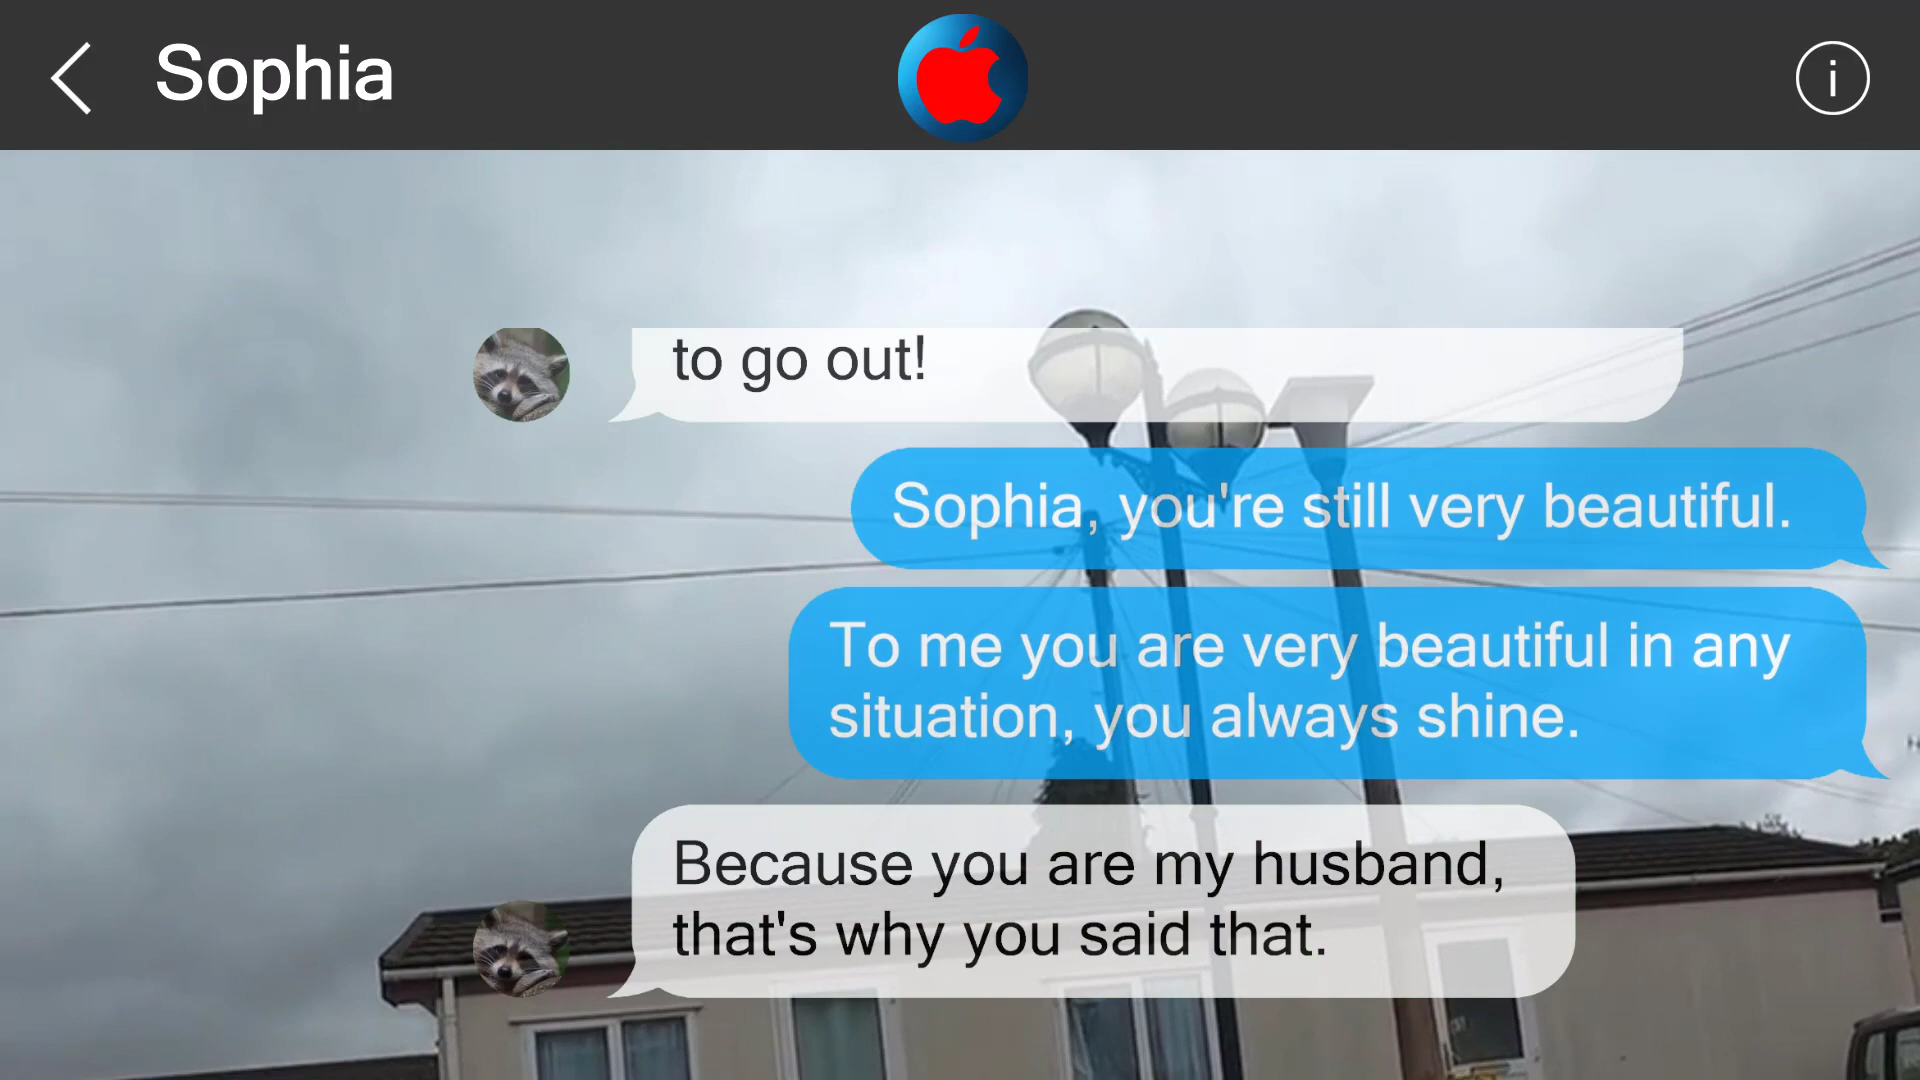 Sophia
i
to go out!
Sophia, you're still very beautiful.
To me you are very beautiful in any
situation, you always shine.
Because you are my husband,
that's why you said that.